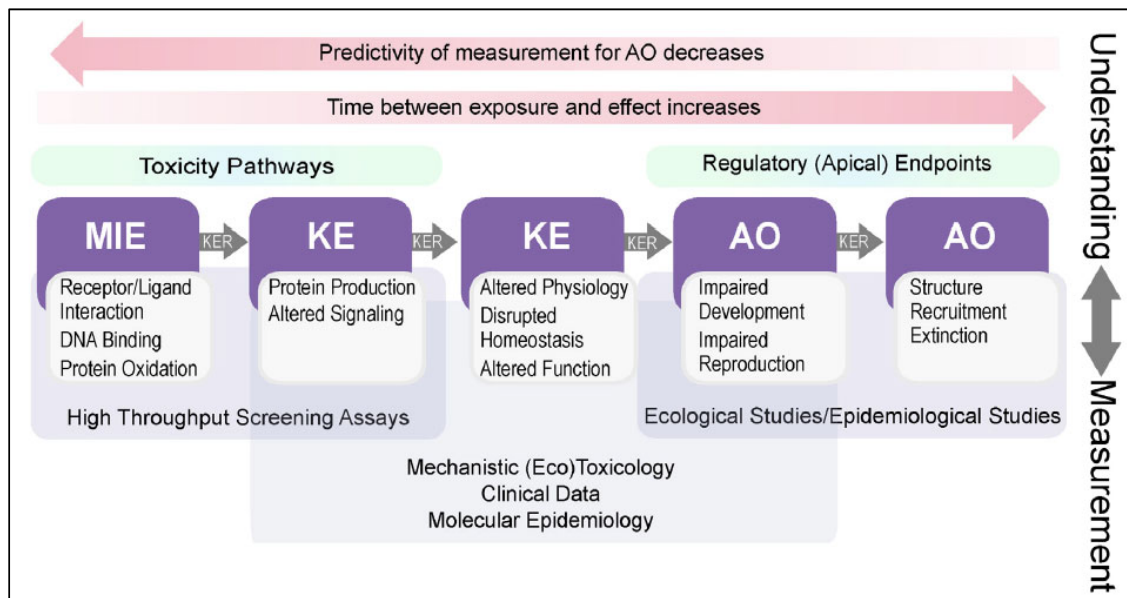 Predictivity of measurement for AO decreases
Time between exposure and effect increases
Toxicity Pathways
Regulatory (Apical) Endpoints
MIE
KER
KE
KER
KE
KER
AO
KER
AO
Receptor/Ligand
Interaction
DNA Binding
Protein Oxidation
Protein Production
Altered Signaling
Altered Physiology
Disrupted
Homeostasis
Altered Function
Impaired
Development
Impaired
Reproduction
Structure
Recruitment
Extinction
High Throughput Screening Assays
Ecological Studies/Epidemiological Studies
Mechanistic (Eco)Toxicology
Clinical Data
Molecular Epidemiology
Understanding
Measurement